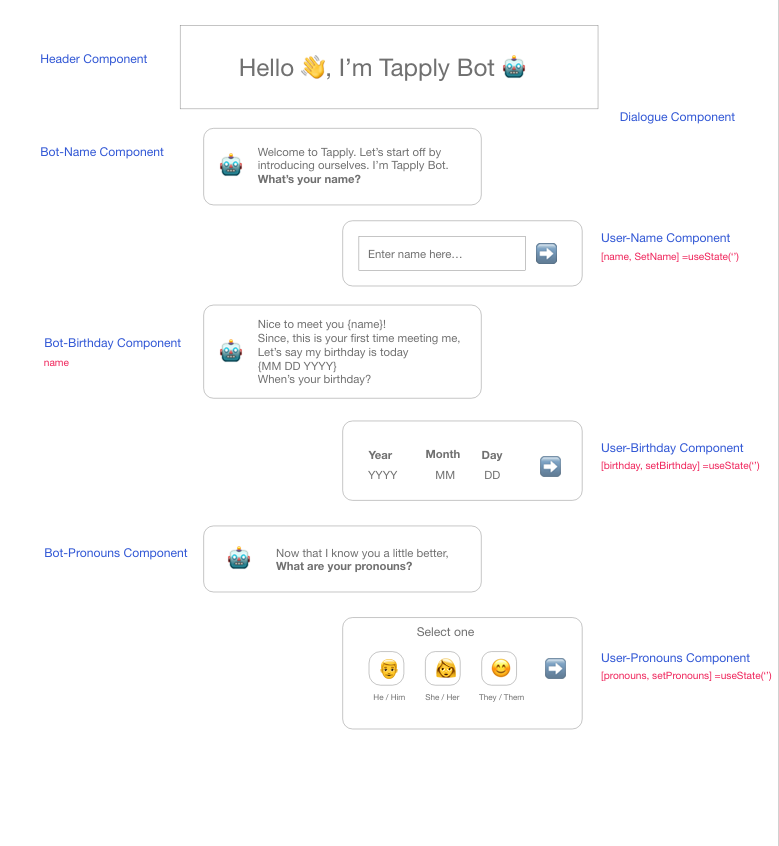 Header Component
Hello 👋, I’m Tapply Bot 🤖
Dialogue Component
Bot-Name Component
Welcome to Tapply. Let’s start off by
introducing ourselves. I’m Tapply Bot.
What’s your name?
Enter name here…
User-Name Component
[name, SetName] =useState(‘’)
Bot-Birthday Component
name
Nice to meet you {name}!
Since, this is your first time meeting me,
Let’s say my birthday is today
{MM DD YYYY}
When’s your birthday?
Year Month Day
YYYY MM DD
User-Birthday Component
[birthday, setBirthday] =useState(‘’)
Bot-Pronouns Component
Now that I know you a little better,
What are your pronouns?
Select one
He / Him She / Her They / Them
User-Pronouns Component
[pronouns, setPronouns] =useState(‘’)